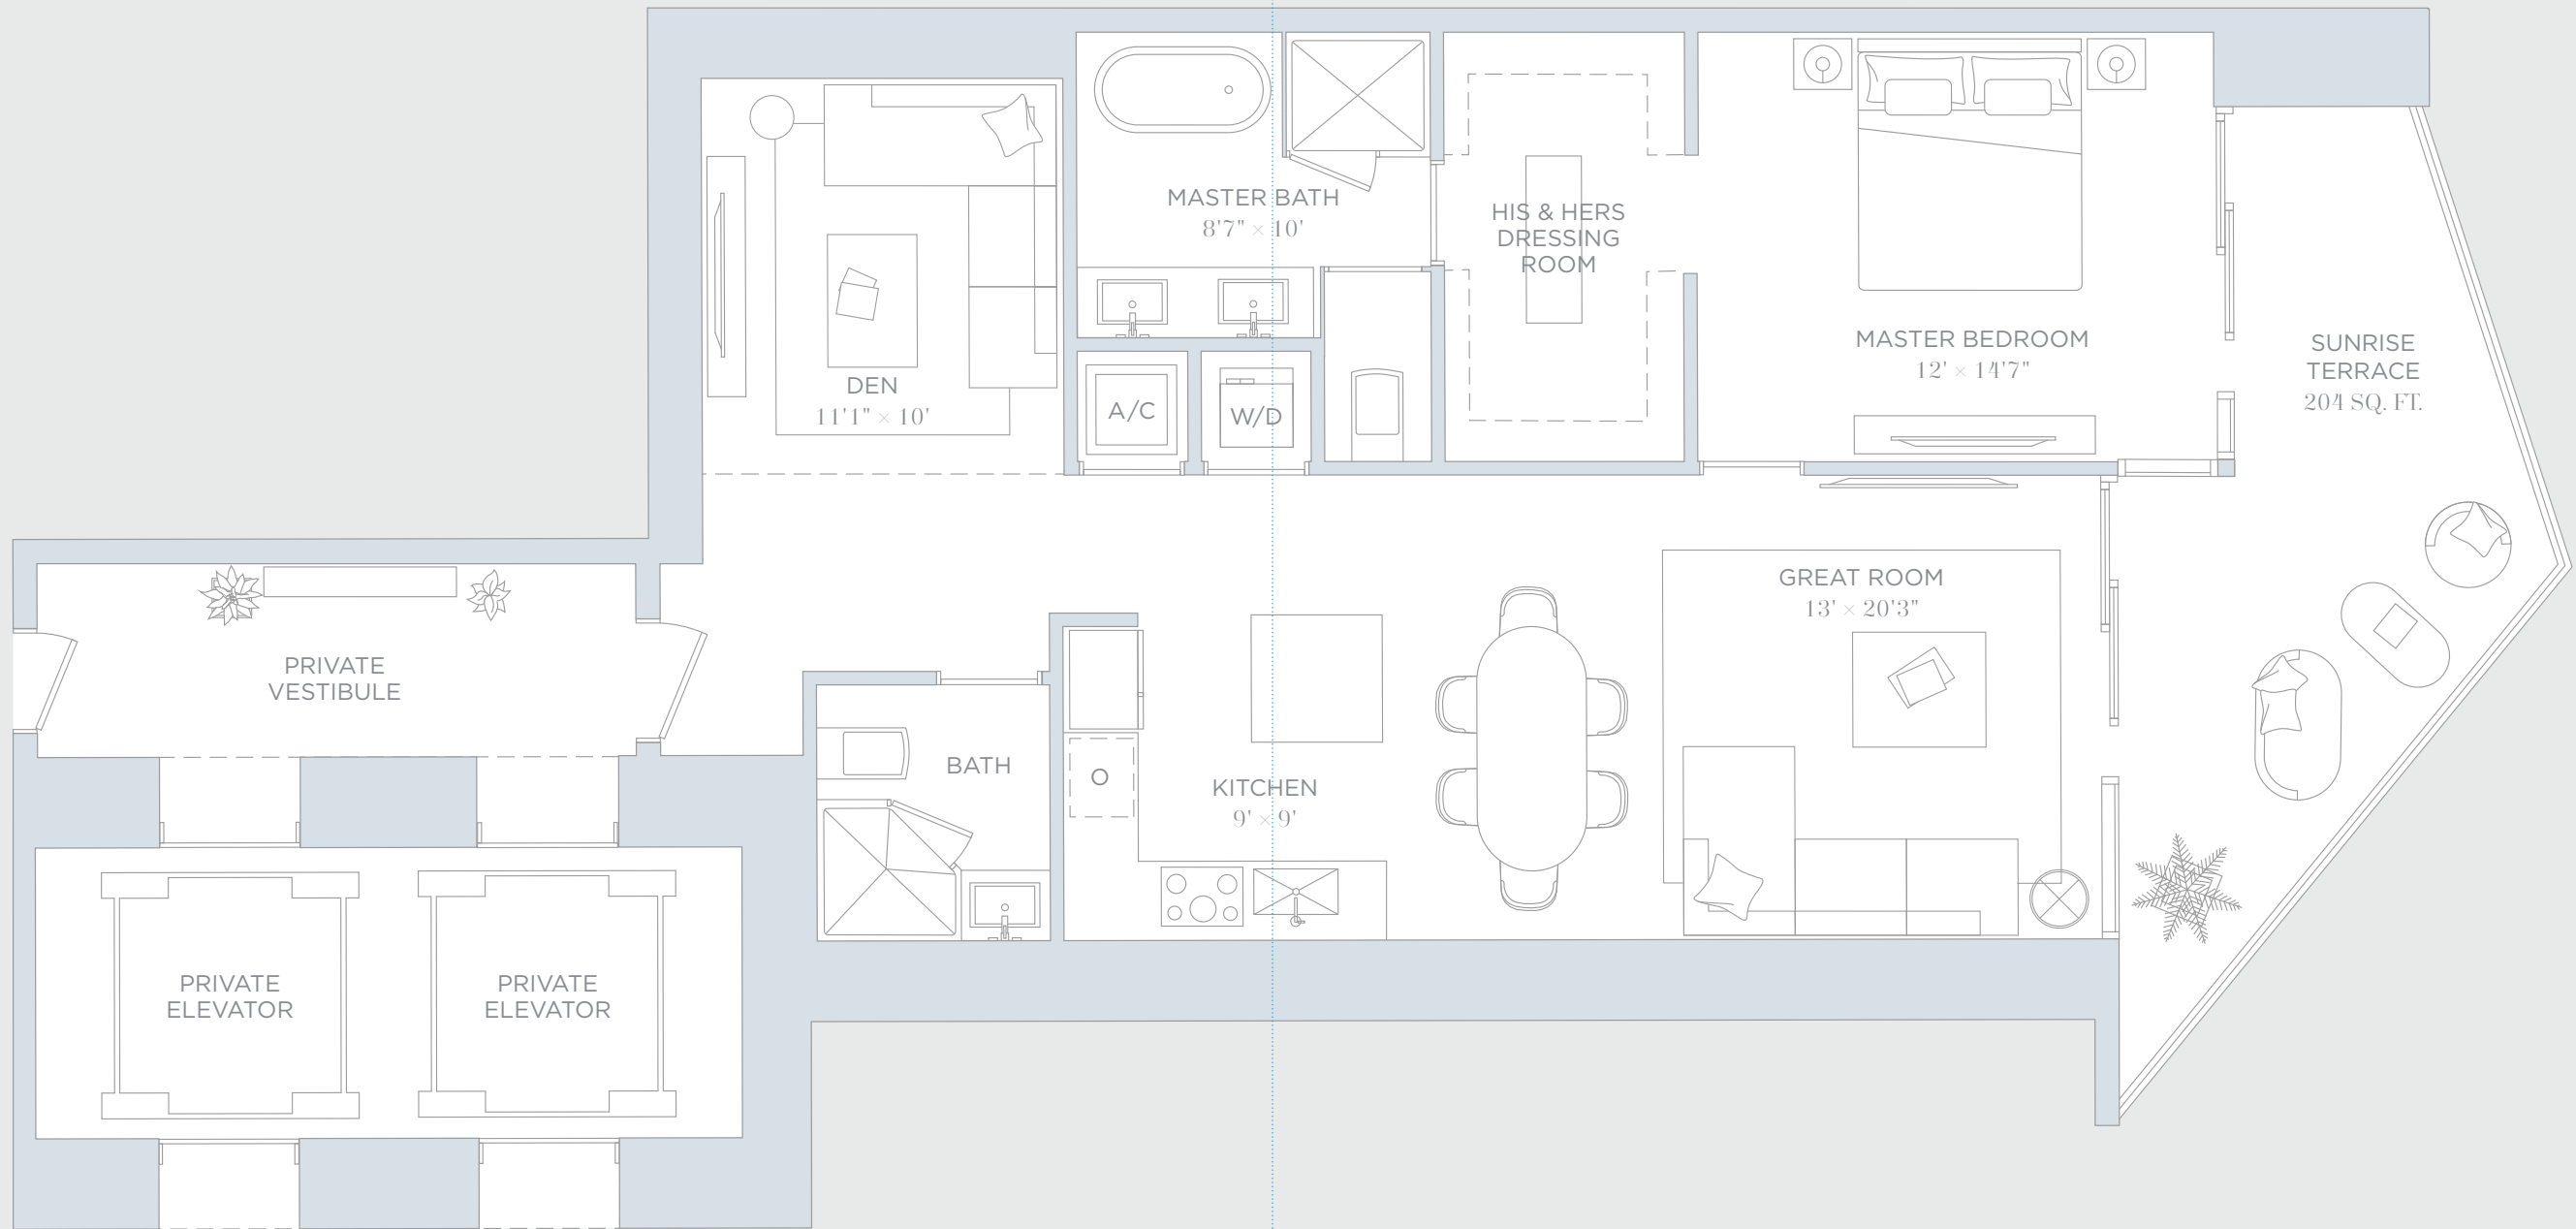 MASTER BATH
8'7" × 10'
HIS & HERS
DRESSING
ROOM
MASTER BEDROOM
12' × 14'7"
SUNRISE
TERRACE
204 SQ. FT.
DEN
11'1" × 10'
A/C
W/D
GREAT ROOM
13' × 20'3"
PRIVATE
VESTIBULE
BATH
KITCHEN
9' × 9'
PRIVATE
ELEVATOR
PRIVATE
ELEVATOR